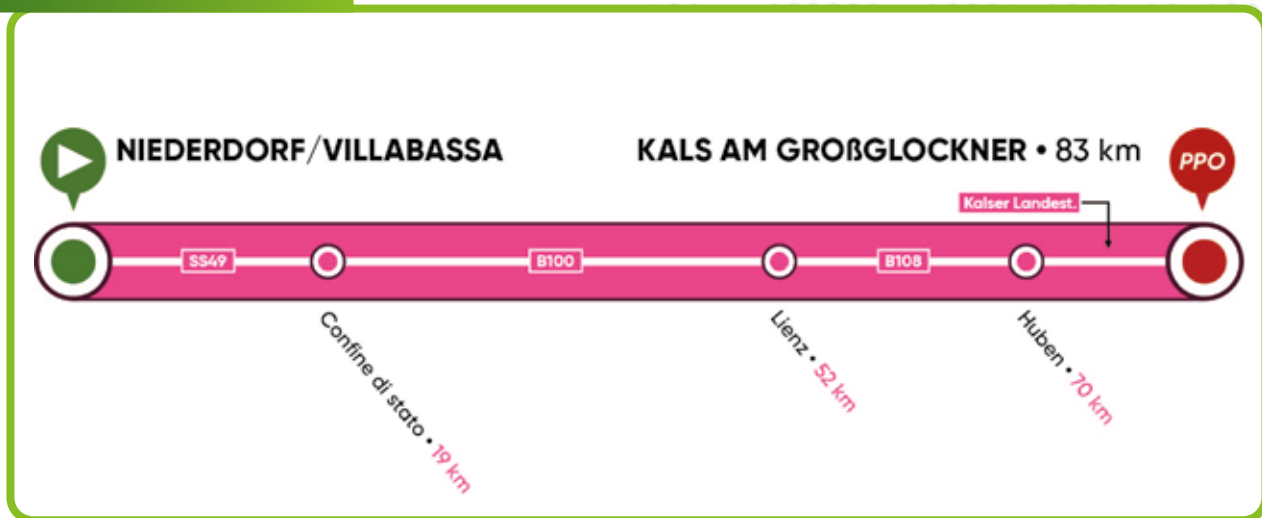 NIEDERDORF/VILLABASSA
KALS AM GROßGLOCKNER • 83 km
PPO
Kalser Landest.
SS49
B100
B108
Confine di stato • 19 km
Lienz • 52 km
Huben • 70 km